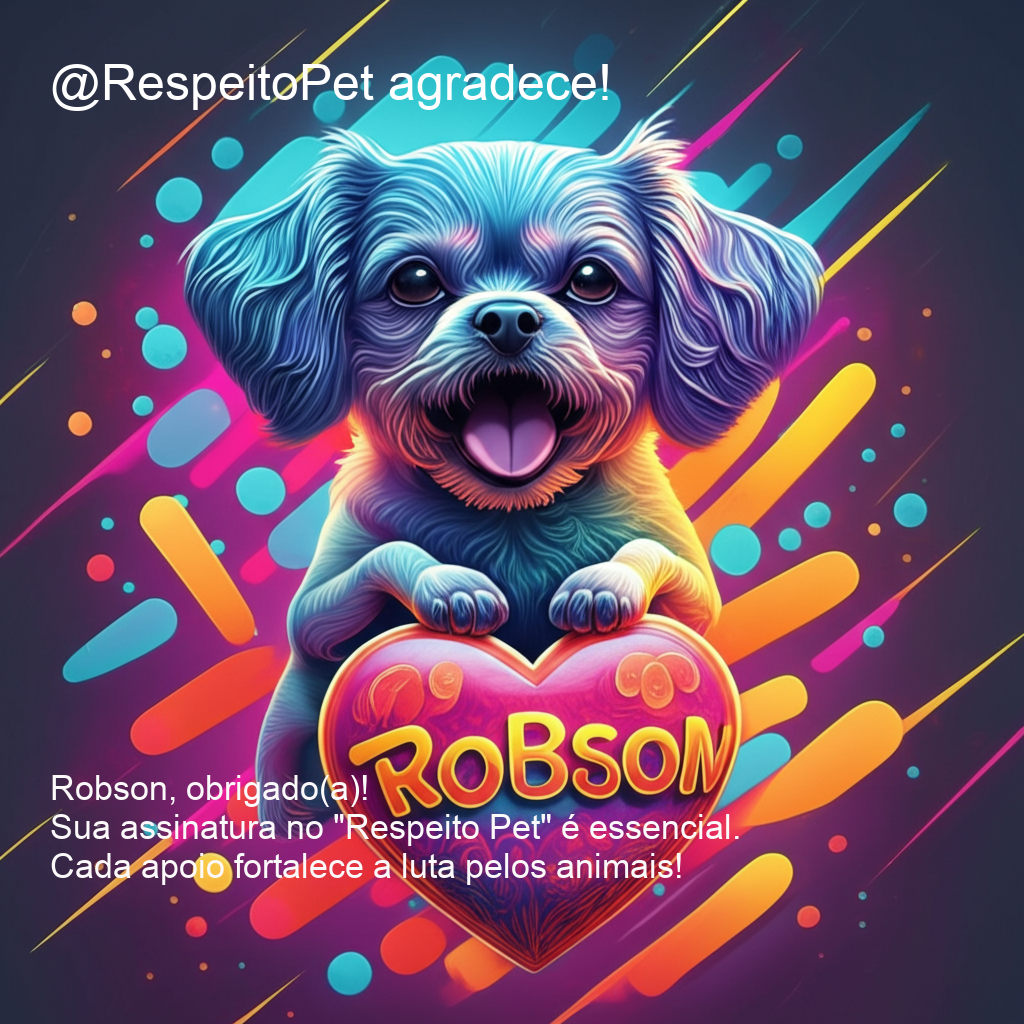 @RespeitoPet agradece!
ROBSON
Robson, obrigado(a)!
Sua assinatura no "Respeito Pet" é essencial.
Cada apoio fortalece a luta pelos animais!